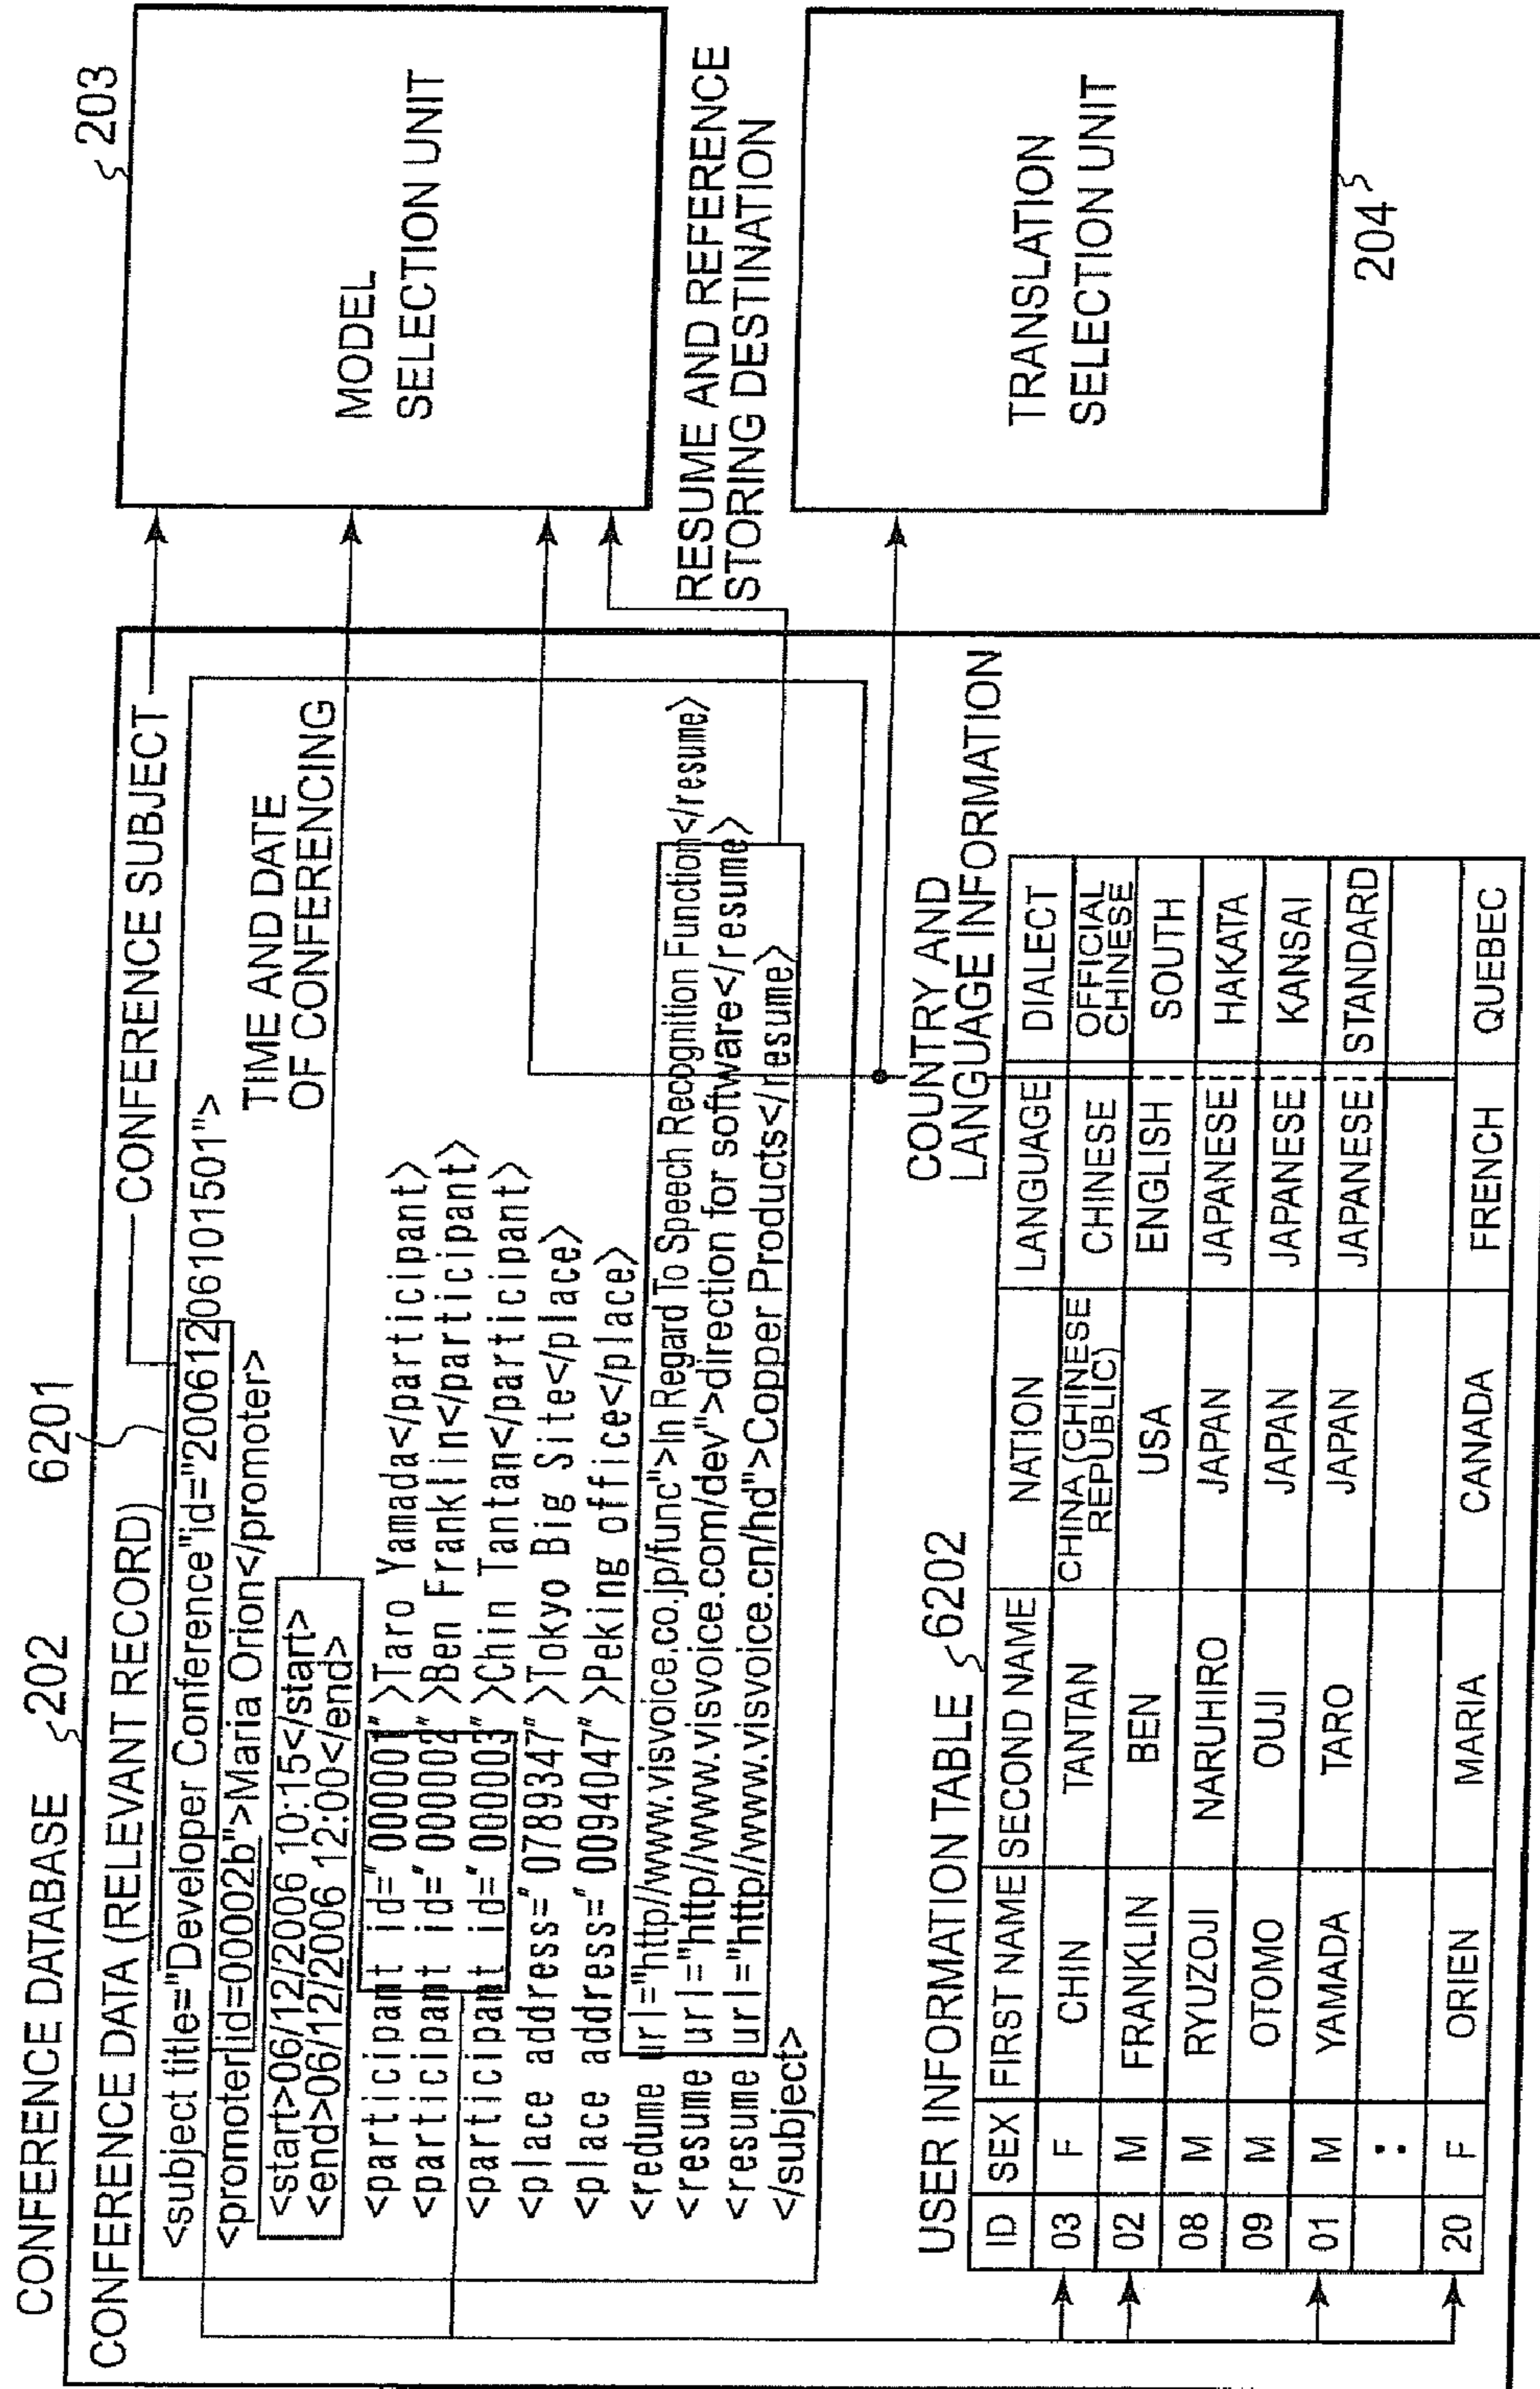 CONFERENCE DATABASE 202
6201
CONFERENCE DATA (RELEVANT RECORD)
CONFERENCE SUBJECT
<subject title="Developer Conference"id="200612061015 01">
<promoter id=00002b">Maria Orion</promoter>
TIME AND DATE
OF CONFERENCING
<start>06/12/2006 10:15</start>
<end>06/12/2006 12:00</end>
<participant id="000001">Taro Yamada</participant>
<participant id="000002">Ben Franklin</participant>
<participant id="000003">Chin Tantan</participant>
<place address="0789347">Tokyo Big Site</place>
<place address="0094047">Peking office</place>
<redume url="http//www.visvoice.co.jp/func">In Regard To Speech Recognition Function</resume>
<resume url="http//www.visvoice.com/dev">direction for software</resume>
<resume url="http//www.visvoice.cn/hd">Copper Products</resume>
</subject>
COUNTRY AND
LANGUAGE INFORMATION
USER INFORMATION TABLE 6202
ID SEX FIRST NAME SECOND NAME NATION LANGUAGE DIALECT
03 F CHIN TANTAN CHINA (CHINESE REPUBLIC) CHINESE OFFICIAL CHINESE
02 M FRANKLIN BEN USA ENGLISH SOUTH
08 M RYUZOJI NARUHIRO JAPAN JAPANESE HAKATA
09 M OTOMO OUJI JAPAN JAPANESE KANSAI
01 M YAMADA TARO JAPAN JAPANESE STANDARD
:
20 F ORIEN MARIA CANADA FRENCH QUEBEC
203
MODEL
SELECTION UNIT
RESUME AND REFERENCE
STORING DESTINATION
TRANSLATION
SELECTION UNIT
204